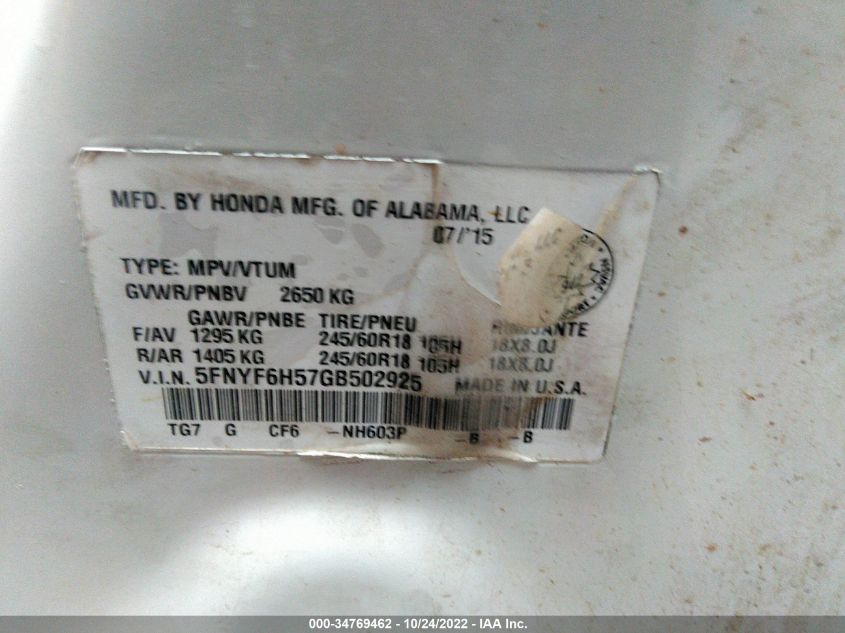 MFD. BY HONDA MFG. OF ALABAMA, LLC
07/'15
TYPE: MPV/VTUM
GVWR/PNBV 2650 KG
GAWR/PNBE TIRE/PNEU
F/AV 1295 KG 245/60R18 105H 18X8.0J
R/AR 1405 KG 245/60R18 105H 18X8.0J
V.I.N. 5FNYF6H57GB502925 MADE IN U.S.A.
TG7 G CF6 -NH603P -B -B
000-34769462 - 10/24/2022 - IAA Inc.